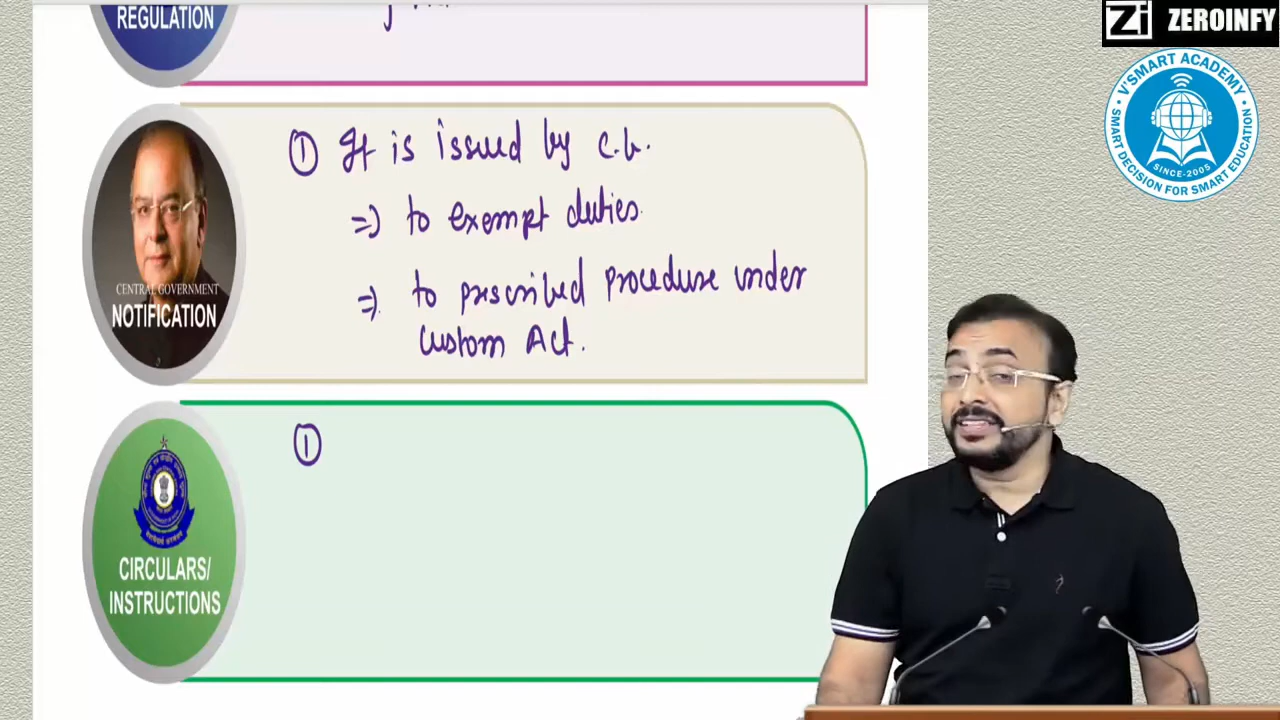 REGULATION
Zi ZEROINFY
V'SMART ACADEMY
SINCE-2005
SMART DECISION FOR SMART EDUCATION
① It is issued by C.G.
=> to exempt duties.
=> to prescribed procedure under
Custom Act.
CENTRAL GOVERNMENT
NOTIFICATION
①
CIRCULARS/
INSTRUCTIONS